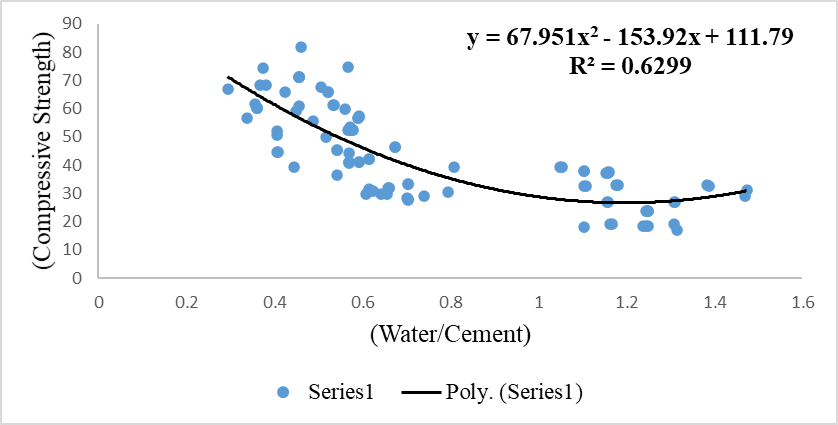 y = 67.951x² - 153.92x + 111.79
R² = 0.6299
(Compressive Strength)
90
80
70
60
50
40
30
20
10
0
0 0.2 0.4 0.6 0.8 1 1.2 1.4 1.6
(Water/Cement)
Series1 Poly. (Series1)